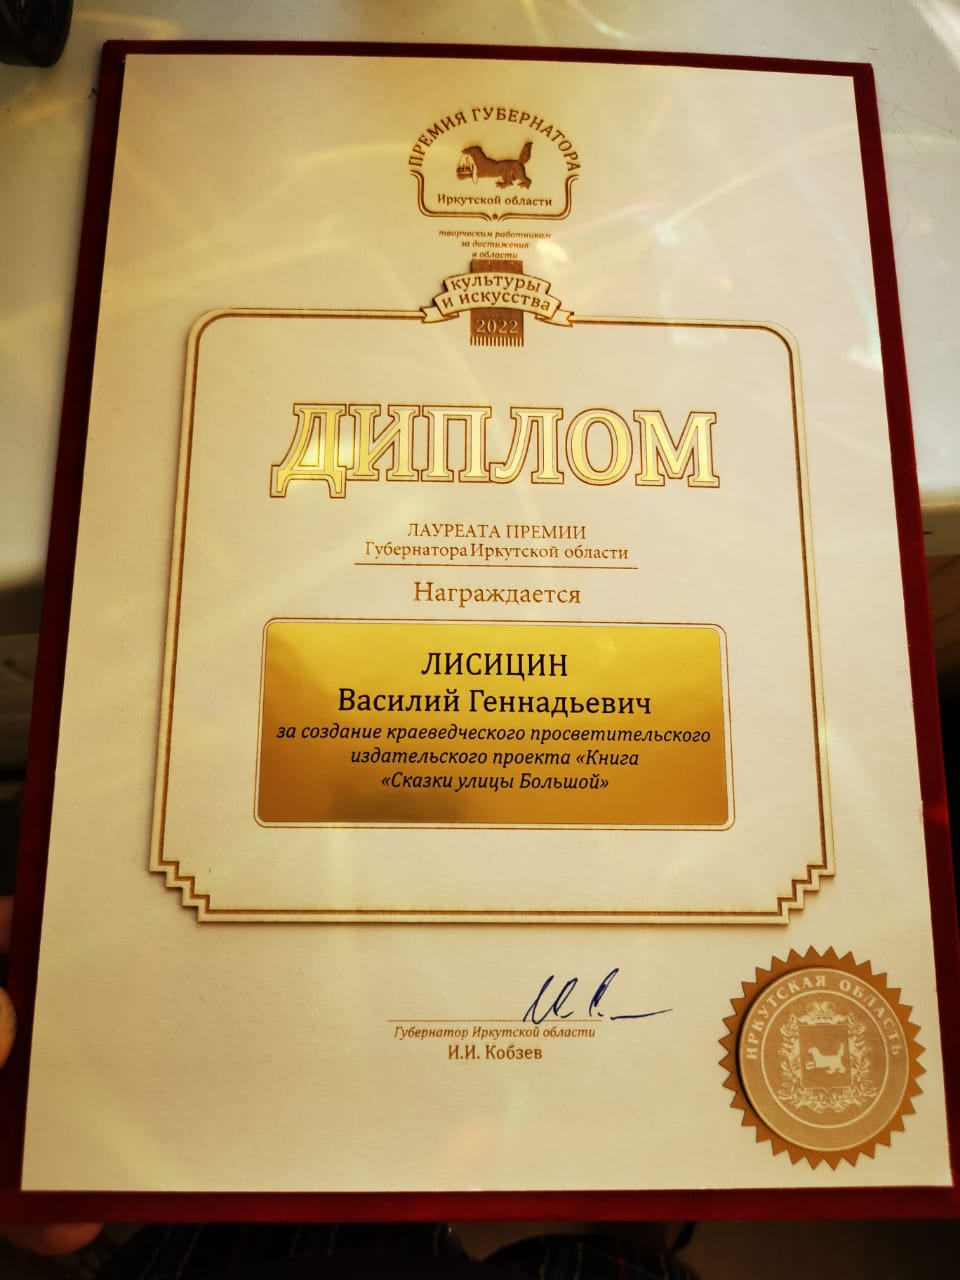 ПРЕМИЯ ГУБЕРНАТОРА
Иркутской области
творческим работникам
за достижения
в области
культуры
и искусства
2022
ДИПЛОМ
ЛАУРЕАТА ПРЕМИИ
Губернатора Иркутской области
Награждается
ЛИСИЦИН
Василий Геннадьевич
за создание краеведческого просветительского
издательского проекта «Книга
«Сказки улицы Большой»
Губернатор Иркутской области
И.И. Кобзев
ИРКУТСКАЯ ОБЛАСТЬ